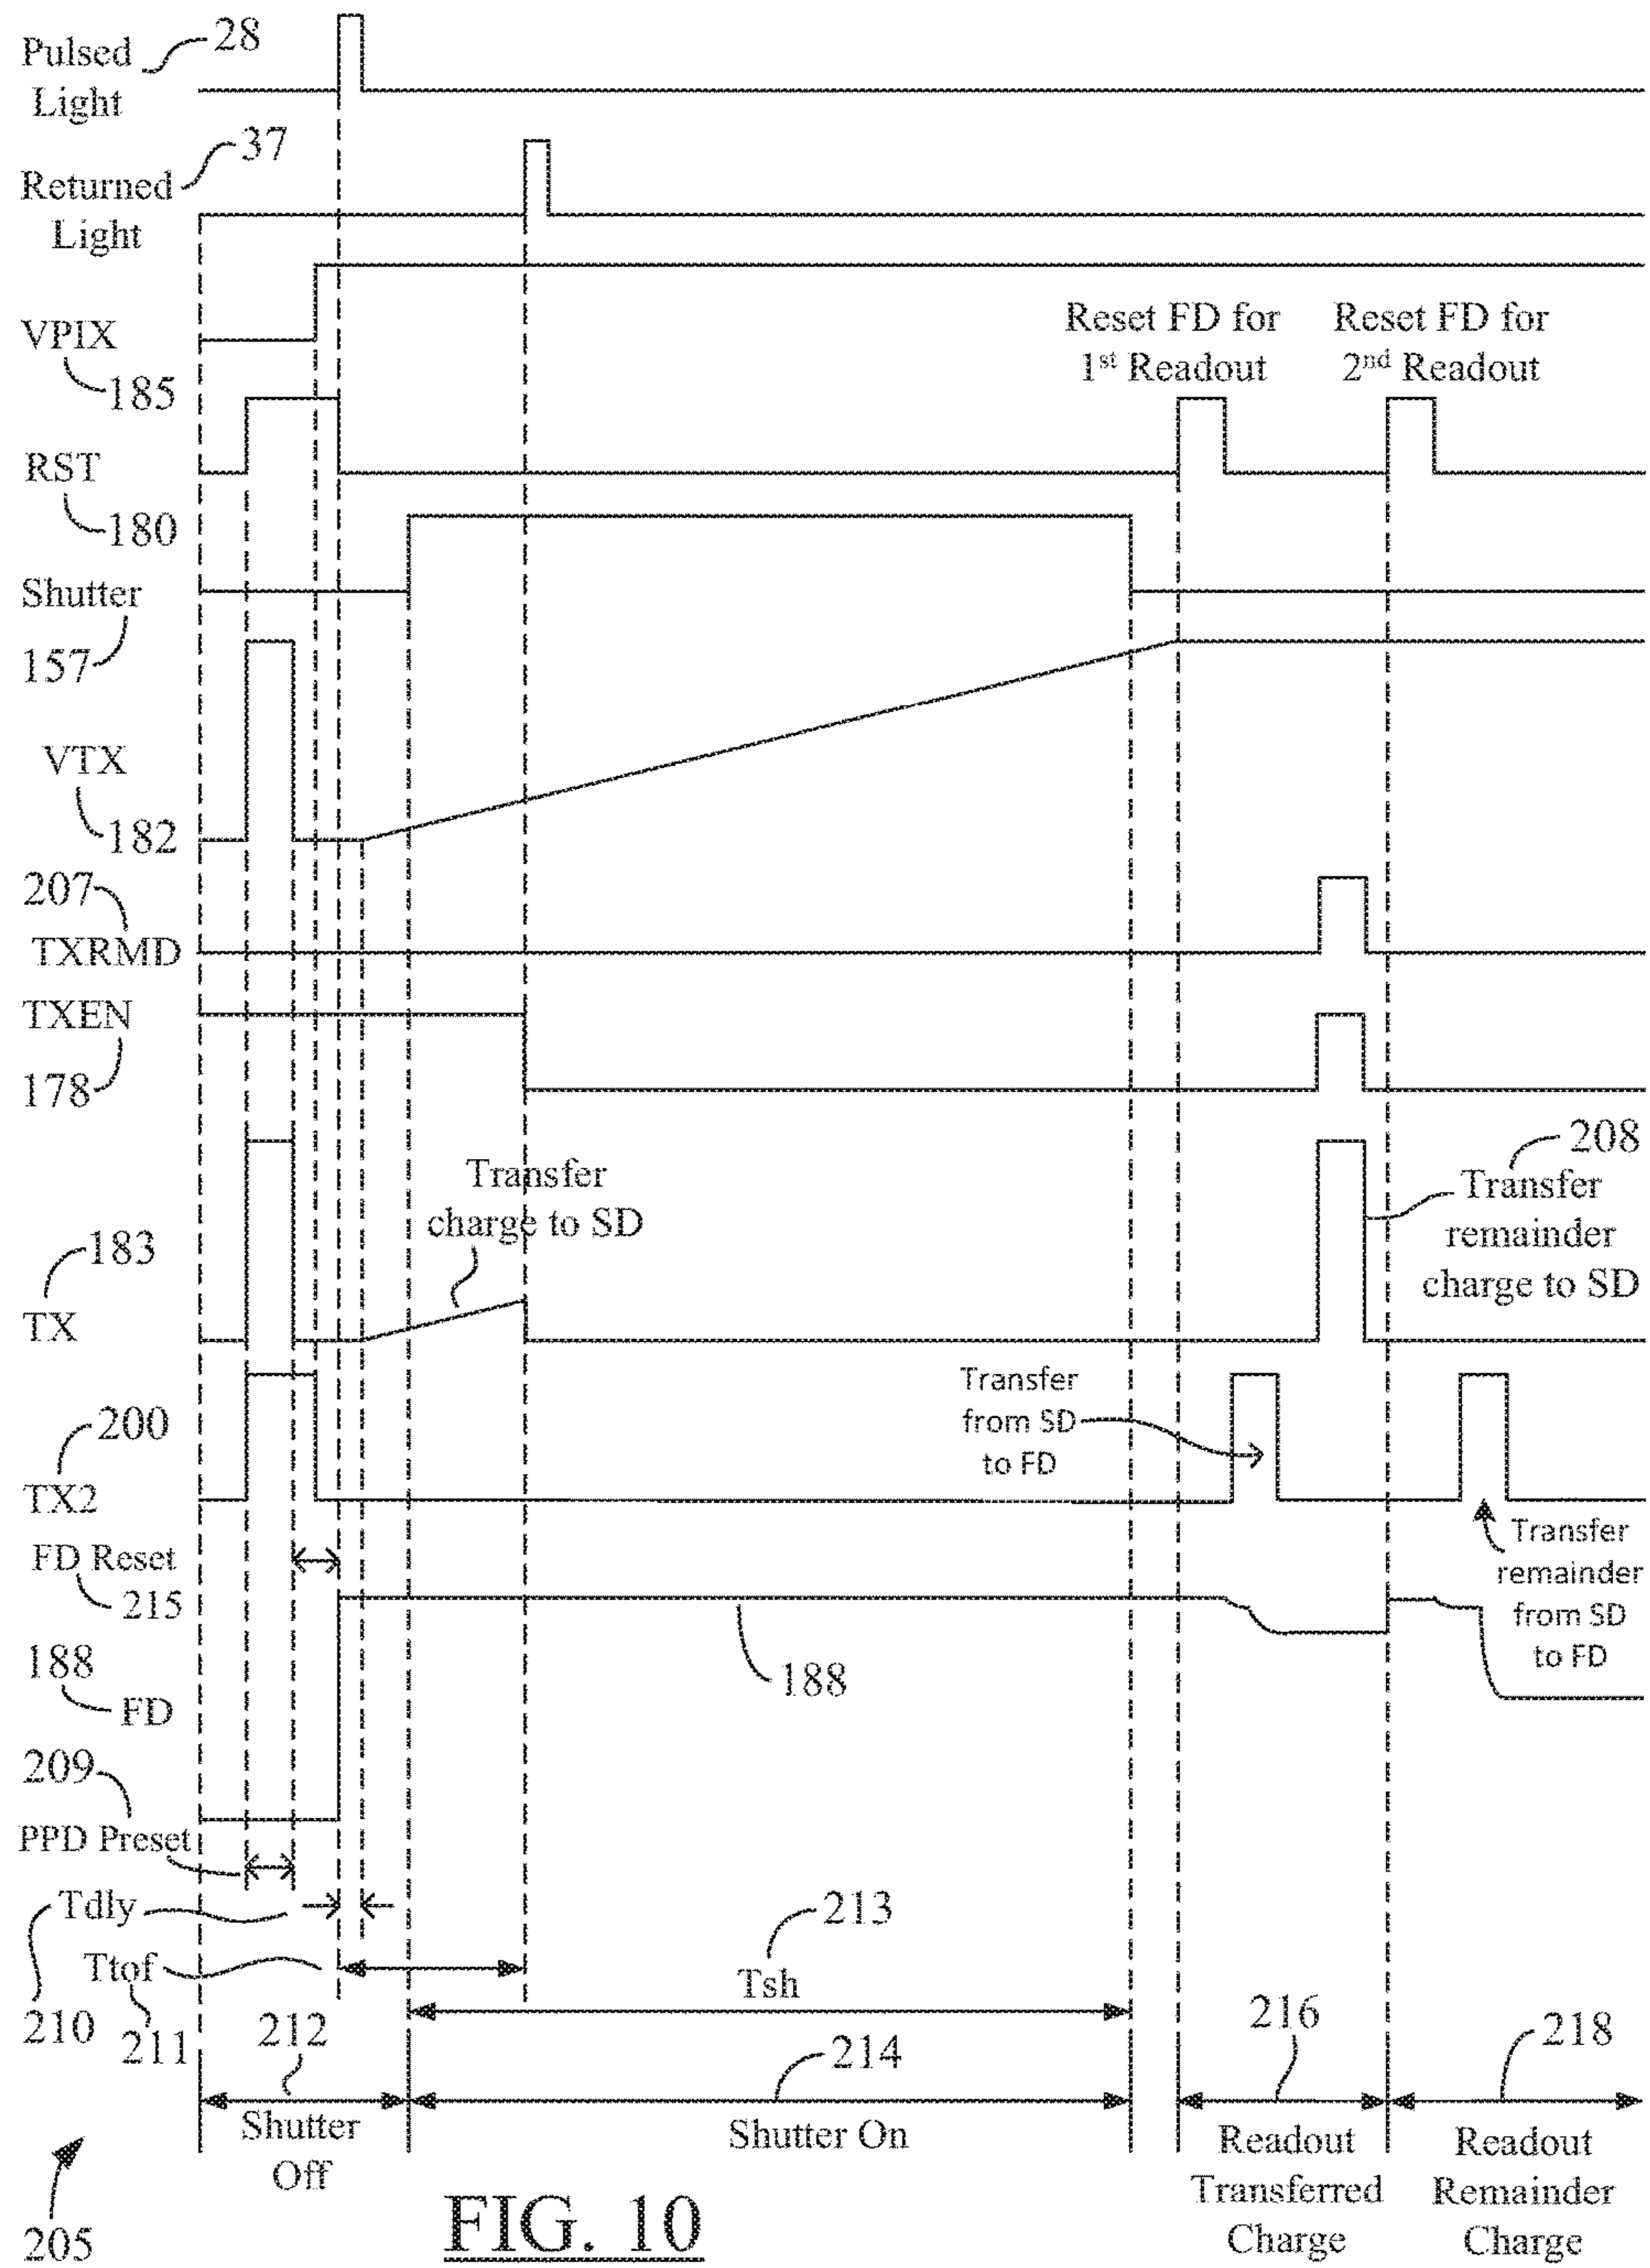 Pulsed
Light
28
Returned
Light
37
VPIX
185
Reset FD for
1st Readout
Reset FD for
2nd Readout
RST
180
Shutter
157
VTX
182
207
TXRMD
TXEN
178
Transfer
charge to SD
208
Transfer
remainder
charge to SD
183
TX
Transfer
from SD
to FD
200
TX2
Transfer
remainder
from SD
to FD
FD Reset
215
188
FD
188
209
PPD Preset
Tdly
210
Ttof
211
213
Tsh
212
Shutter
Off
214
Shutter On
216
Readout
Transferred
Charge
218
Readout
Remainder
Charge
205
FIG. 10